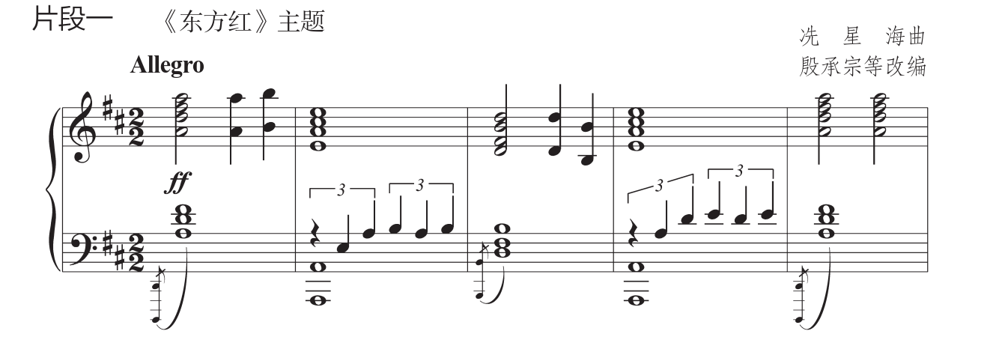 片段一 《东方红》主题
冼 星 海曲
殷承宗等改编
Allegro
ff
3 3 3 3